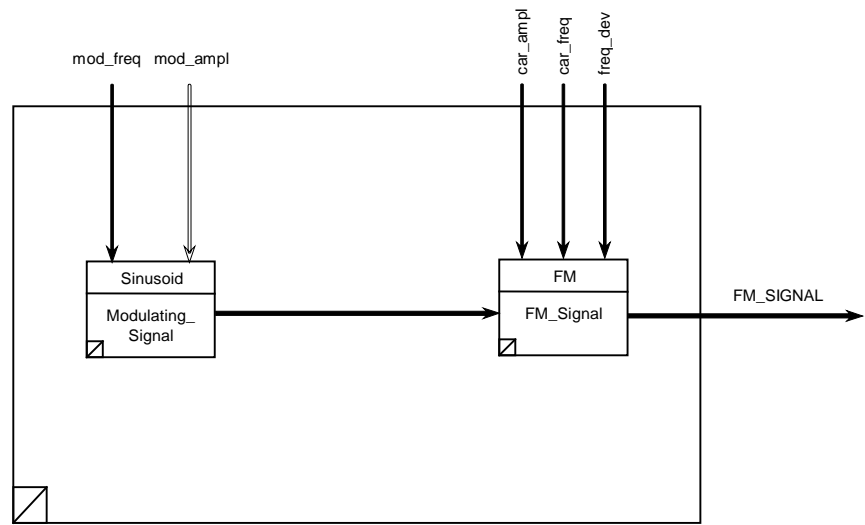 mod_freq
mod_ampl
car_ampl
car_freq
freq_dev
Sinusoid
Modulating_
Signal
FM
FM_Signal
FM_SIGNAL